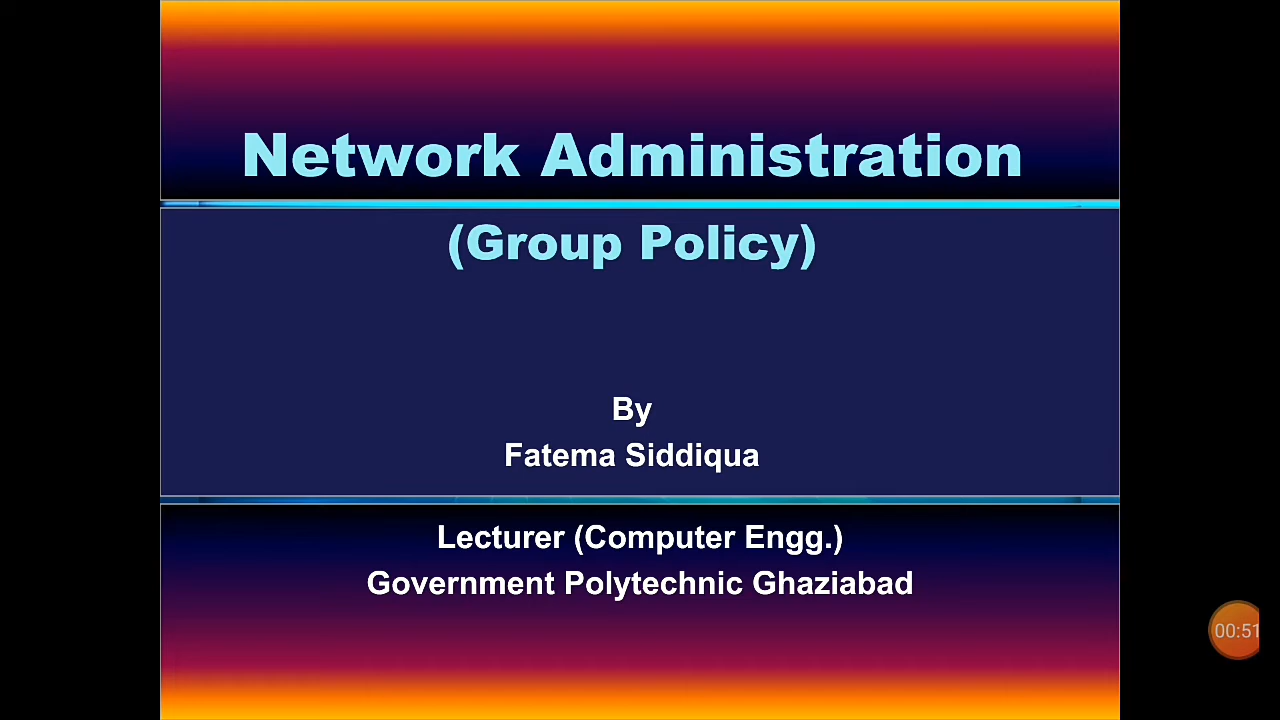 Network Administration
(Group Policy)
By
Fatema Siddiqua
Lecturer (Computer Engg.)
Government Polytechnic Ghaziabad
00:51